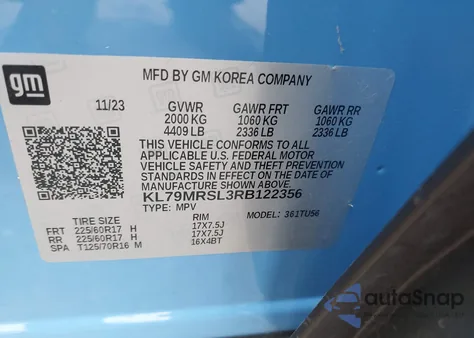 gm
MFD BY GM KOREA COMPANY
11/23 GVWR GAWR FRT GAWR RR
2000 KG 1060 KG 1060 KG
4409 LB 2336 LB 2336 LB
THIS VEHICLE CONFORMS TO ALL
APPLICABLE U.S. FEDERAL MOTOR
VEHICLE SAFETY AND THEFT PREVENTION
STANDARDS IN EFFECT ON THE DATE OF
MANUFACTURE SHOWN ABOVE.
KL79MRSL3RB122356
TYPE: MPV MODEL: 361TU56
TIRE SIZE RIM
FRT 225/60R17 H 17X7.5J
RR 225/60R17 H 17X7.5J
SPA T125/70R16 M 16X4BT
autoSnap
www.autosnap.com